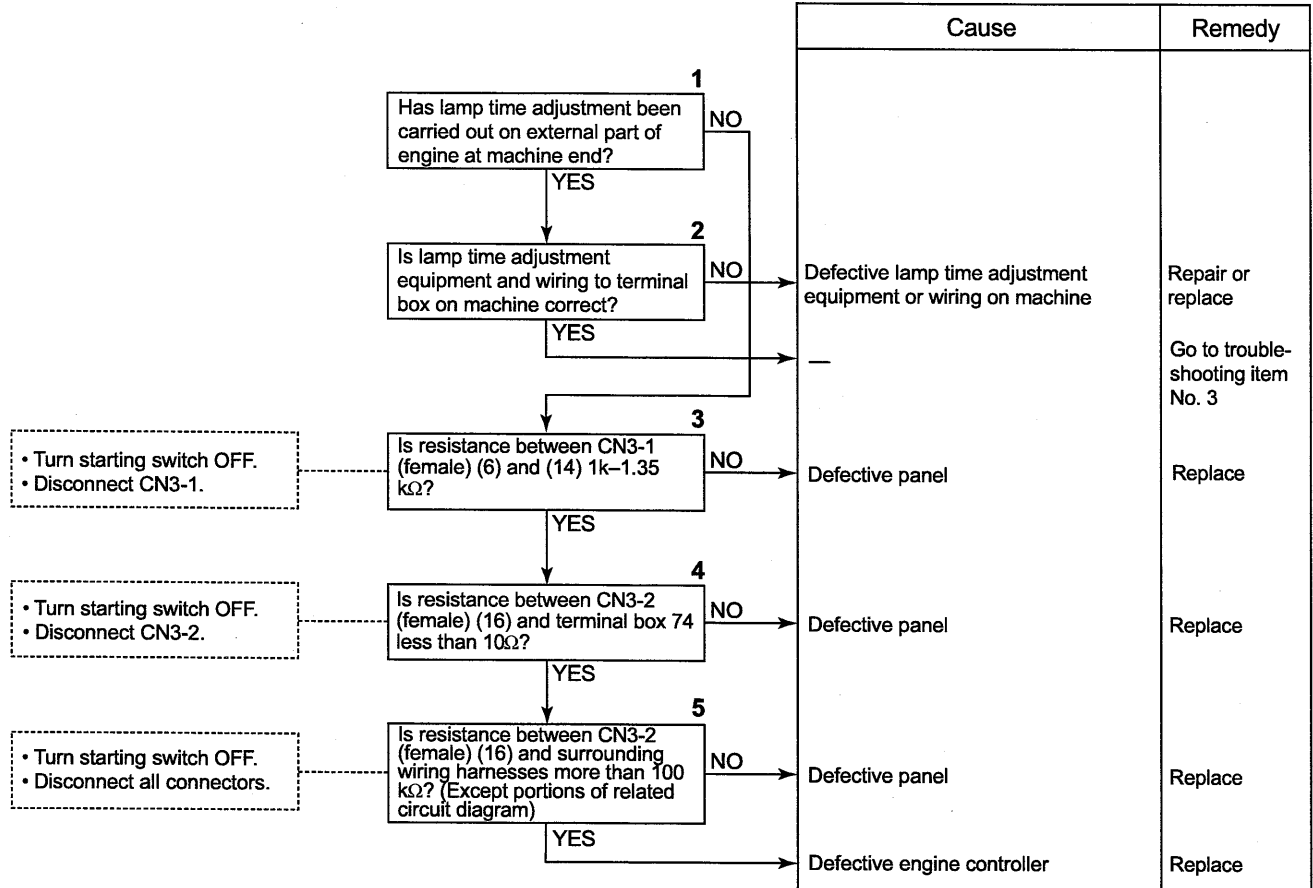 Cause
Remedy
1
Has lamp time adjustment been
carried out on external part of
engine at machine end?
NO
YES
2
Is lamp time adjustment
equipment and wiring to terminal
box on machine correct?
NO
Defective lamp time adjustment
equipment or wiring on machine
Repair or
replace
YES
—
Go to trouble-
shooting item
No. 3
3
• Turn starting switch OFF.
• Disconnect CN3-1.
Is resistance between CN3-1
(female) (6) and (14) 1k–1.35
kΩ?
NO
Defective panel
Replace
YES
4
• Turn starting switch OFF.
• Disconnect CN3-2.
Is resistance between CN3-2
(female) (16) and terminal box 74
less than 10Ω?
NO
Defective panel
Replace
YES
5
• Turn starting switch OFF.
• Disconnect all connectors.
Is resistance between CN3-2
(female) (16) and surrounding
wiring harnesses more than 100
kΩ? (Except portions of related
circuit diagram)
NO
Defective panel
Replace
YES
Defective engine controller
Replace